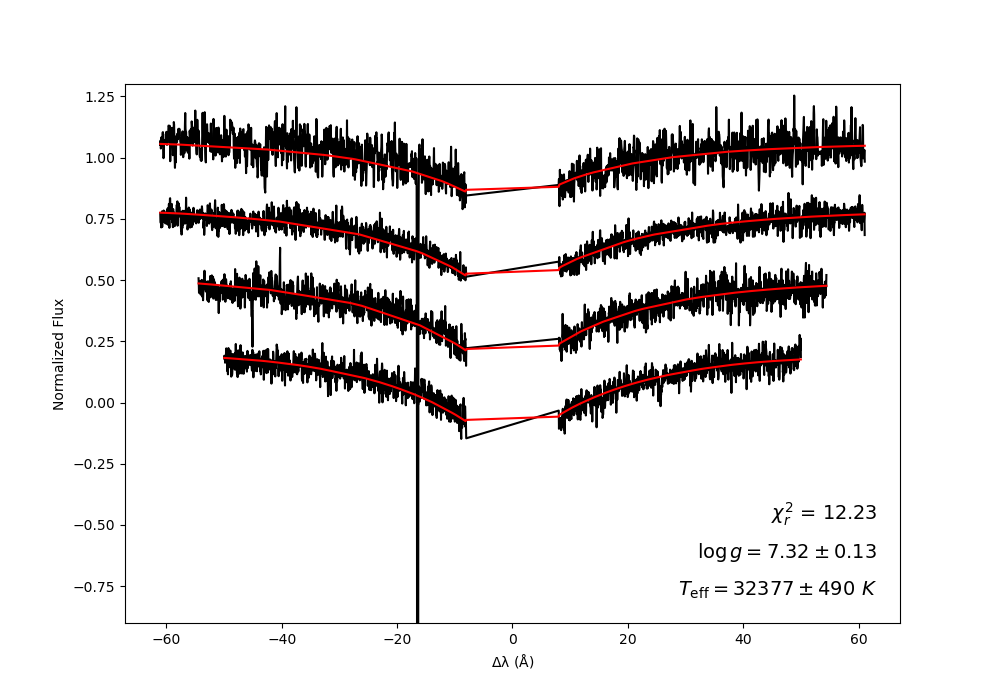 1.25
1.00
0.75
0.50
0.25
0.00
−0.25
−0.50
−0.75
Normalized Flux
χ²ᵣ = 12.23
log g = 7.32 ± 0.13
T_eff = 32377 ± 490 K
−60 −40 −20 0 20 40 60
Δλ (Å)